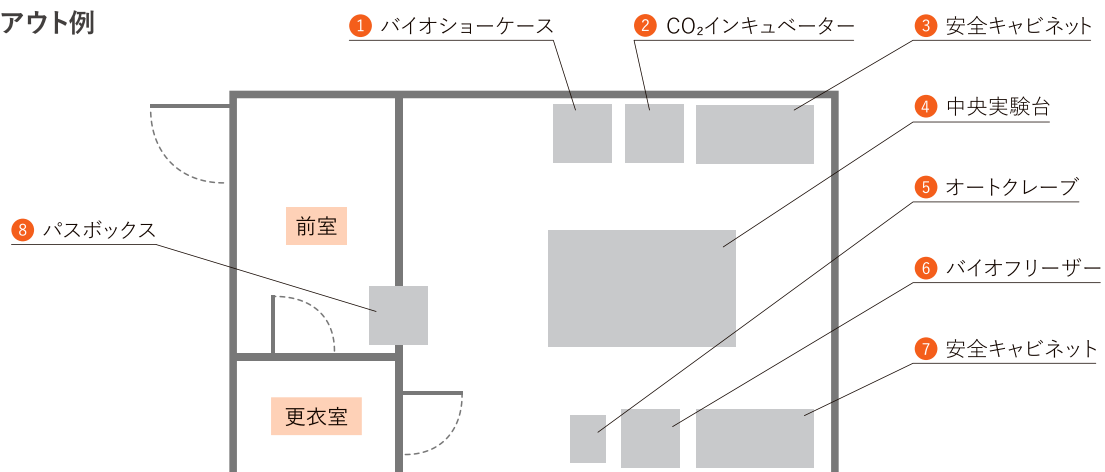 アウト例
1 バイオショーケース
2 CO₂インキュベーター
3 安全キャビネット
4 中央実験台
5 オートクレーブ
8 パスボックス
前室
6 バイオフリーザー
7 安全キャビネット
更衣室